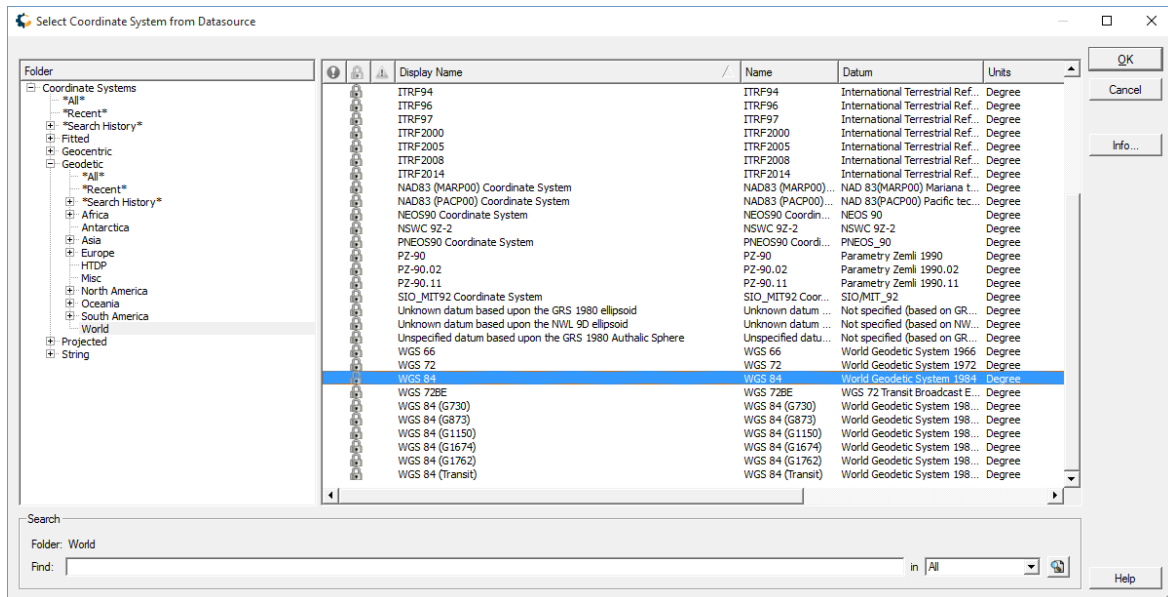 Select Coordinate System from Datasource
Folder
Coordinate Systems
*All*
*Recent*
*Search History*
Fitted
Geocentric
Geodetic
*All*
*Recent*
*Search History*
Africa
Antarctica
Asia
Europe
HTDP
Misc
North America
Oceania
South America
World
Projected
String
Display Name Name Datum Units
ITRF94 ITRF94 International Terrestrial Ref... Degree
ITRF96 ITRF96 International Terrestrial Ref... Degree
ITRF97 ITRF97 International Terrestrial Ref... Degree
ITRF2000 ITRF2000 International Terrestrial Ref... Degree
ITRF2005 ITRF2005 International Terrestrial Ref... Degree
ITRF2008 ITRF2008 International Terrestrial Ref... Degree
ITRF2014 ITRF2014 International Terrestrial Ref... Degree
NAD83 (MARP00) Coordinate System NAD83 (MARP00)... NAD 83(MARP00) Mariana t... Degree
NAD83 (PACP00) Coordinate System NAD83 (PACP00)... NAD 83(PACP00) Pacific tec... Degree
NEOS90 Coordinate System NEOS90 Coordin... NEOS 90 Degree
NSWC 9Z-2 NSWC 9Z-2 NSWC 9Z-2 Degree
PNEOS90 Coordinate System PNEOS90 Coordi... PNEOS_90 Degree
PZ-90 PZ-90 Parametry Zemli 1990 Degree
PZ-90.02 PZ-90.02 Parametry Zemli 1990.02 Degree
PZ-90.11 PZ-90.11 Parametry Zemli 1990.11 Degree
SIO_MIT92 Coordinate System SIO_MIT92 Coor... SIO/MIT_92 Degree
Unknown datum based upon the GRS 1980 ellipsoid Unknown datum ... Not specified (based on GR... Degree
Unknown datum based upon the NWL 9D ellipsoid Unknown datum ... Not specified (based on NW... Degree
Unspecified datum based upon the GRS 1980 Authalic Sphere Unspecified datu... Not specified (based on GR... Degree
WGS 66 WGS 66 World Geodetic System 1966 Degree
WGS 72 WGS 72 World Geodetic System 1972 Degree
WGS 84 WGS 84 World Geodetic System 1984 Degree
WGS 72BE WGS 72BE WGS 72 Transit Broadcast E... Degree
WGS 84 (G730) WGS 84 (G730) World Geodetic System 198... Degree
WGS 84 (G873) WGS 84 (G873) World Geodetic System 198... Degree
WGS 84 (G1150) WGS 84 (G1150) World Geodetic System 198... Degree
WGS 84 (G1674) WGS 84 (G1674) World Geodetic System 198... Degree
WGS 84 (G1762) WGS 84 (G1762) World Geodetic System 198... Degree
WGS 84 (Transit) WGS 84 (Transit) World Geodetic System 198... Degree
OK
Cancel
Info...
Search
Folder: World
Find: in All
Help